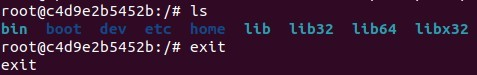 root@c4d9e2b5452b:/# ls
bin boot dev etc home lib lib32 lib64 libx32
root@c4d9e2b5452b:/# exit
exit